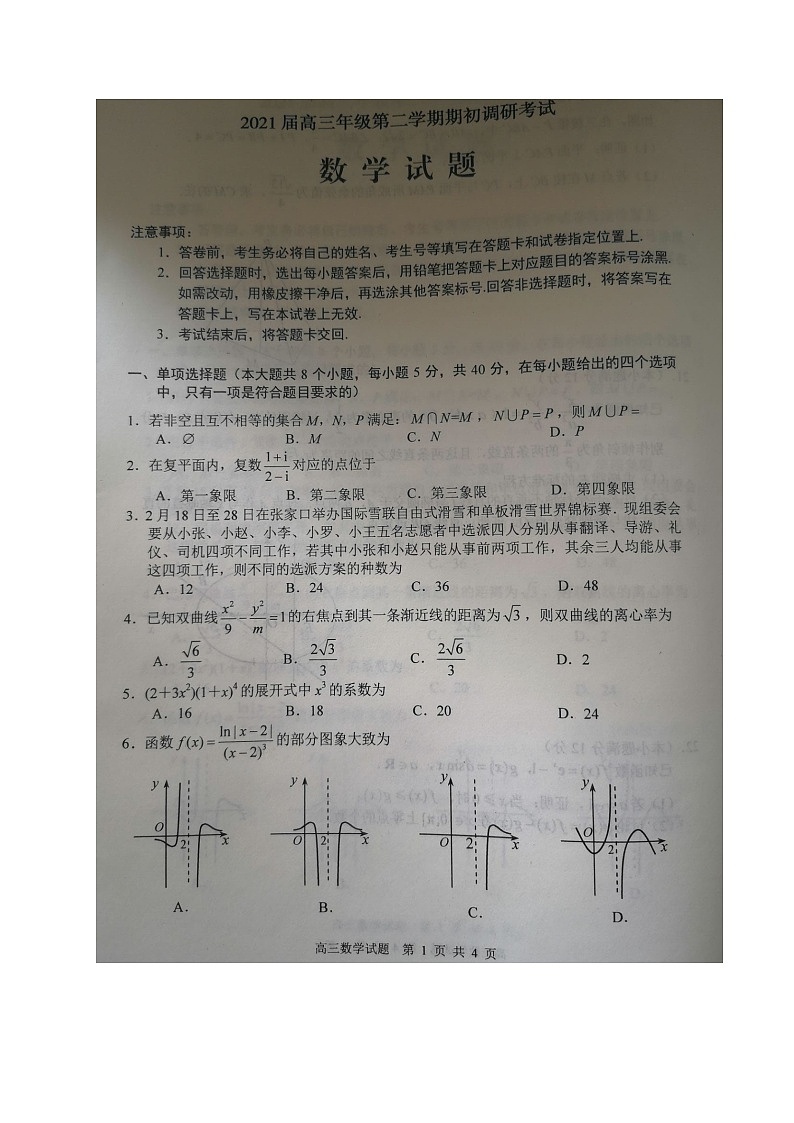 2021 届高三年级第二学期期初调研考试
数 学 试 题
注意事项：
1．答卷前，考生务必将自己的姓名、考生号等填写在答题卡和试卷指定位置上.
2．回答选择题时，选出每小题答案后，用铅笔把答题卡上对应题目的答案标号涂黑.
如需改动，用橡皮擦干净后，再选涂其他答案标号.回答非选择题时，将答案写在
答题卡上，写在本试卷上无效.
3．考试结束后，将答题卡交回.
一、单项选择题（本大题共 8 个小题，每小题 5 分，共 40 分，在每小题给出的四个选项
中，只有一项是符合题目要求的）
1．若非空且互不相等的集合 M，N，P 满足：M∩N=M，N∪P=P，则 M∪P=
A．∅ B．M C．N D．P
2．在复平面内，复数 (1+i)/(2−i) 对应的点位于
A．第一象限 B．第二象限 C．第三象限 D．第四象限
3．2 月 18 日至 28 日在张家口举办国际雪联自由式滑雪和单板滑雪世界锦标赛．现组委会
要从小张、小赵、小李、小罗、小王五名志愿者中选派四人分别从事翻译、导游、礼
仪、司机四项不同工作，若其中小张和小赵只能从事前两项工作，其余三人均能从事
这四项工作，则不同的选派方案的种数为
A．12 B．24 C．36 D．48
4．已知双曲线 x²/9 − y²/m =1的右焦点到其一条渐近线的距离为 √3，则双曲线的离心率为
A．√6/3 B．2√3/3 C．2√6/3 D．2
5．(2+3x²)(1+x)⁴ 的展开式中 x³ 的系数为
A．16 B．18 C．20 D．24
6．函数 f(x)= ln|x−2|/(x−2)³ 的部分图象大致为
y O 2 x y O 2 x y O 2 x y O 2 x
A． B． C． D．
高三数学试题 第 1 页 共 4 页